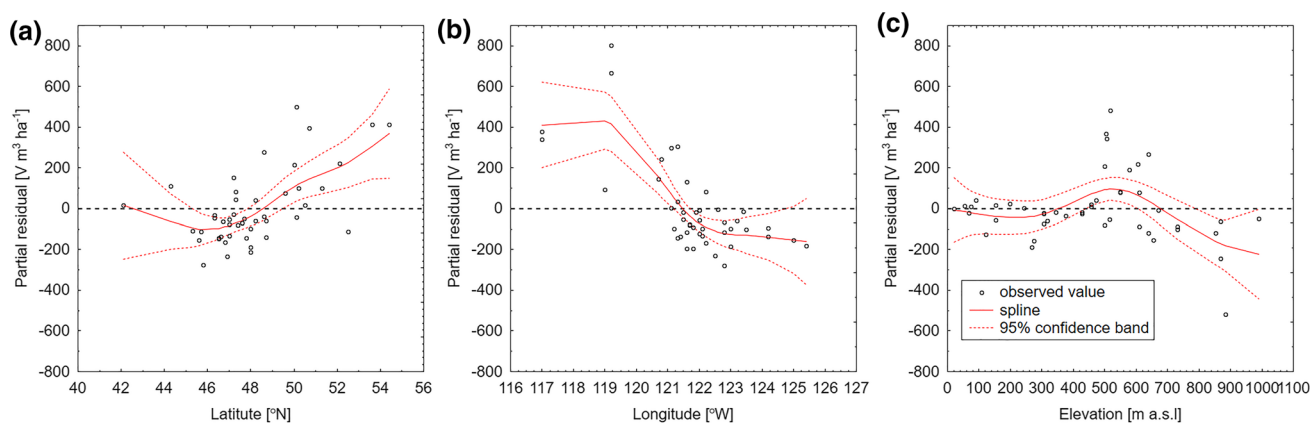 (a)
Partial residual [V m³ ha⁻¹]
800
600
400
200
0
-200
-400
-600
-800
40 42 44 46 48 50 52 54 56
Latitute [°N]
(b)
Partial residual [V m³ ha⁻¹]
800
600
400
200
0
-200
-400
-600
-800
116 117 118 119 120 121 122 123 124 125 126 127
Longitude [°W]
(c)
Partial residual [V m³ ha⁻¹]
800
600
400
200
0
-200
-400
-600
-800
0 100 200 300 400 500 600 700 800 900 1000 1100
Elevation [m a.s.l]
observed value
spline
95% confidence band